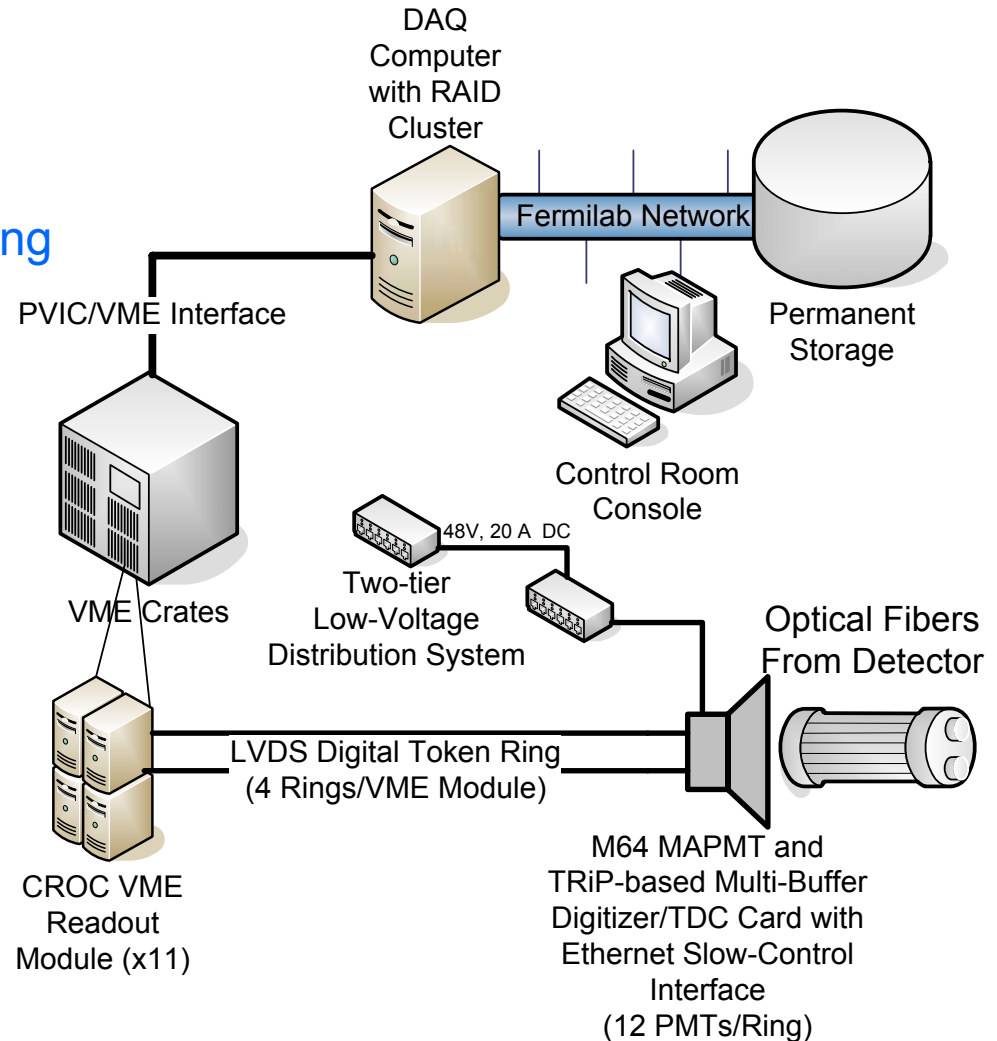 DAQ
Computer
with RAID
Cluster
Fermilab Network
ng
PVIC/VME Interface
Permanent
Storage
Control Room
Console
48V, 20 A DC
Two-tier
Low-Voltage
Distribution System
VME Crates
Optical Fibers
From Detector
LVDS Digital Token Ring
(4 Rings/VME Module)
CROC VME
Readout
Module (x11)
M64 MAPMT and
TRiP-based Multi-Buffer
Digitizer/TDC Card with
Ethernet Slow-Control
Interface
(12 PMTs/Ring)